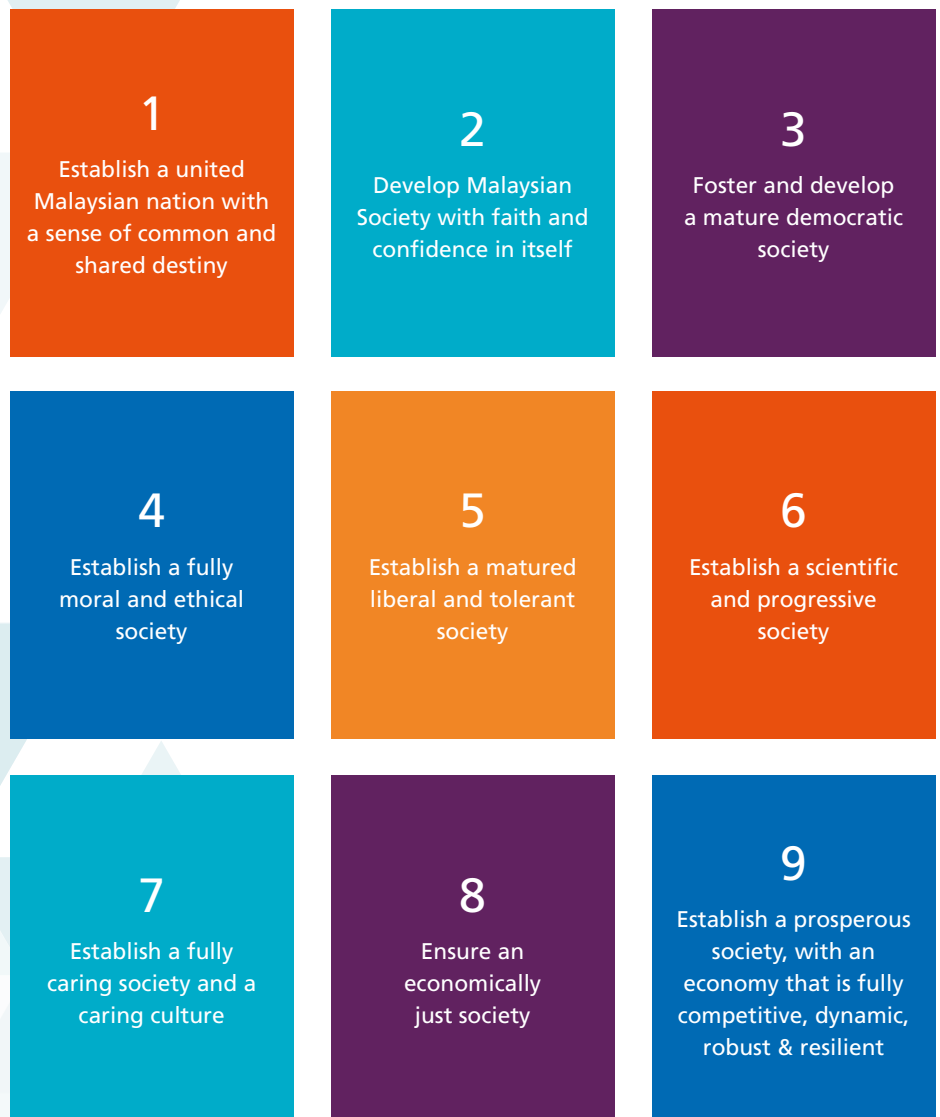 1
Establish a united
Malaysian nation with
a sense of common and
shared destiny
2
Develop Malaysian
Society with faith and
confidence in itself
3
Foster and develop
a mature democratic
society
4
Establish a fully
moral and ethical
society
5
Establish a matured
liberal and tolerant
society
6
Establish a scientific
and progressive
society
7
Establish a fully
caring society and a
caring culture
8
Ensure an
economically
just society
9
Establish a prosperous
society, with an
economy that is fully
competitive, dynamic,
robust & resilient